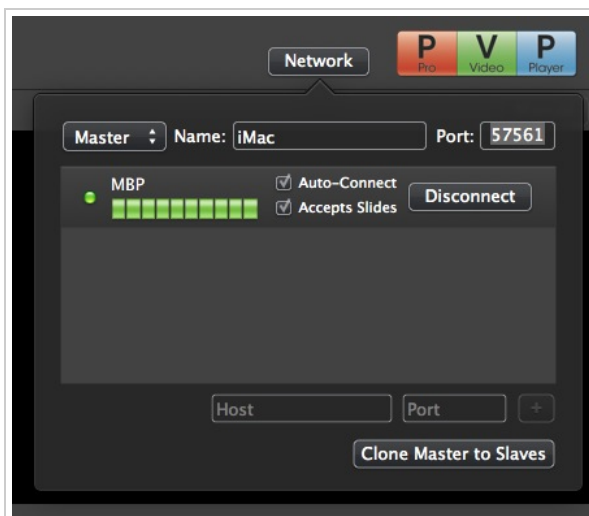 Network
P V P
Pro Video Player
Master Name: iMac Port: 57561
MBP Auto-Connect
Accepts Slides
Disconnect
Host Port +
Clone Master to Slaves